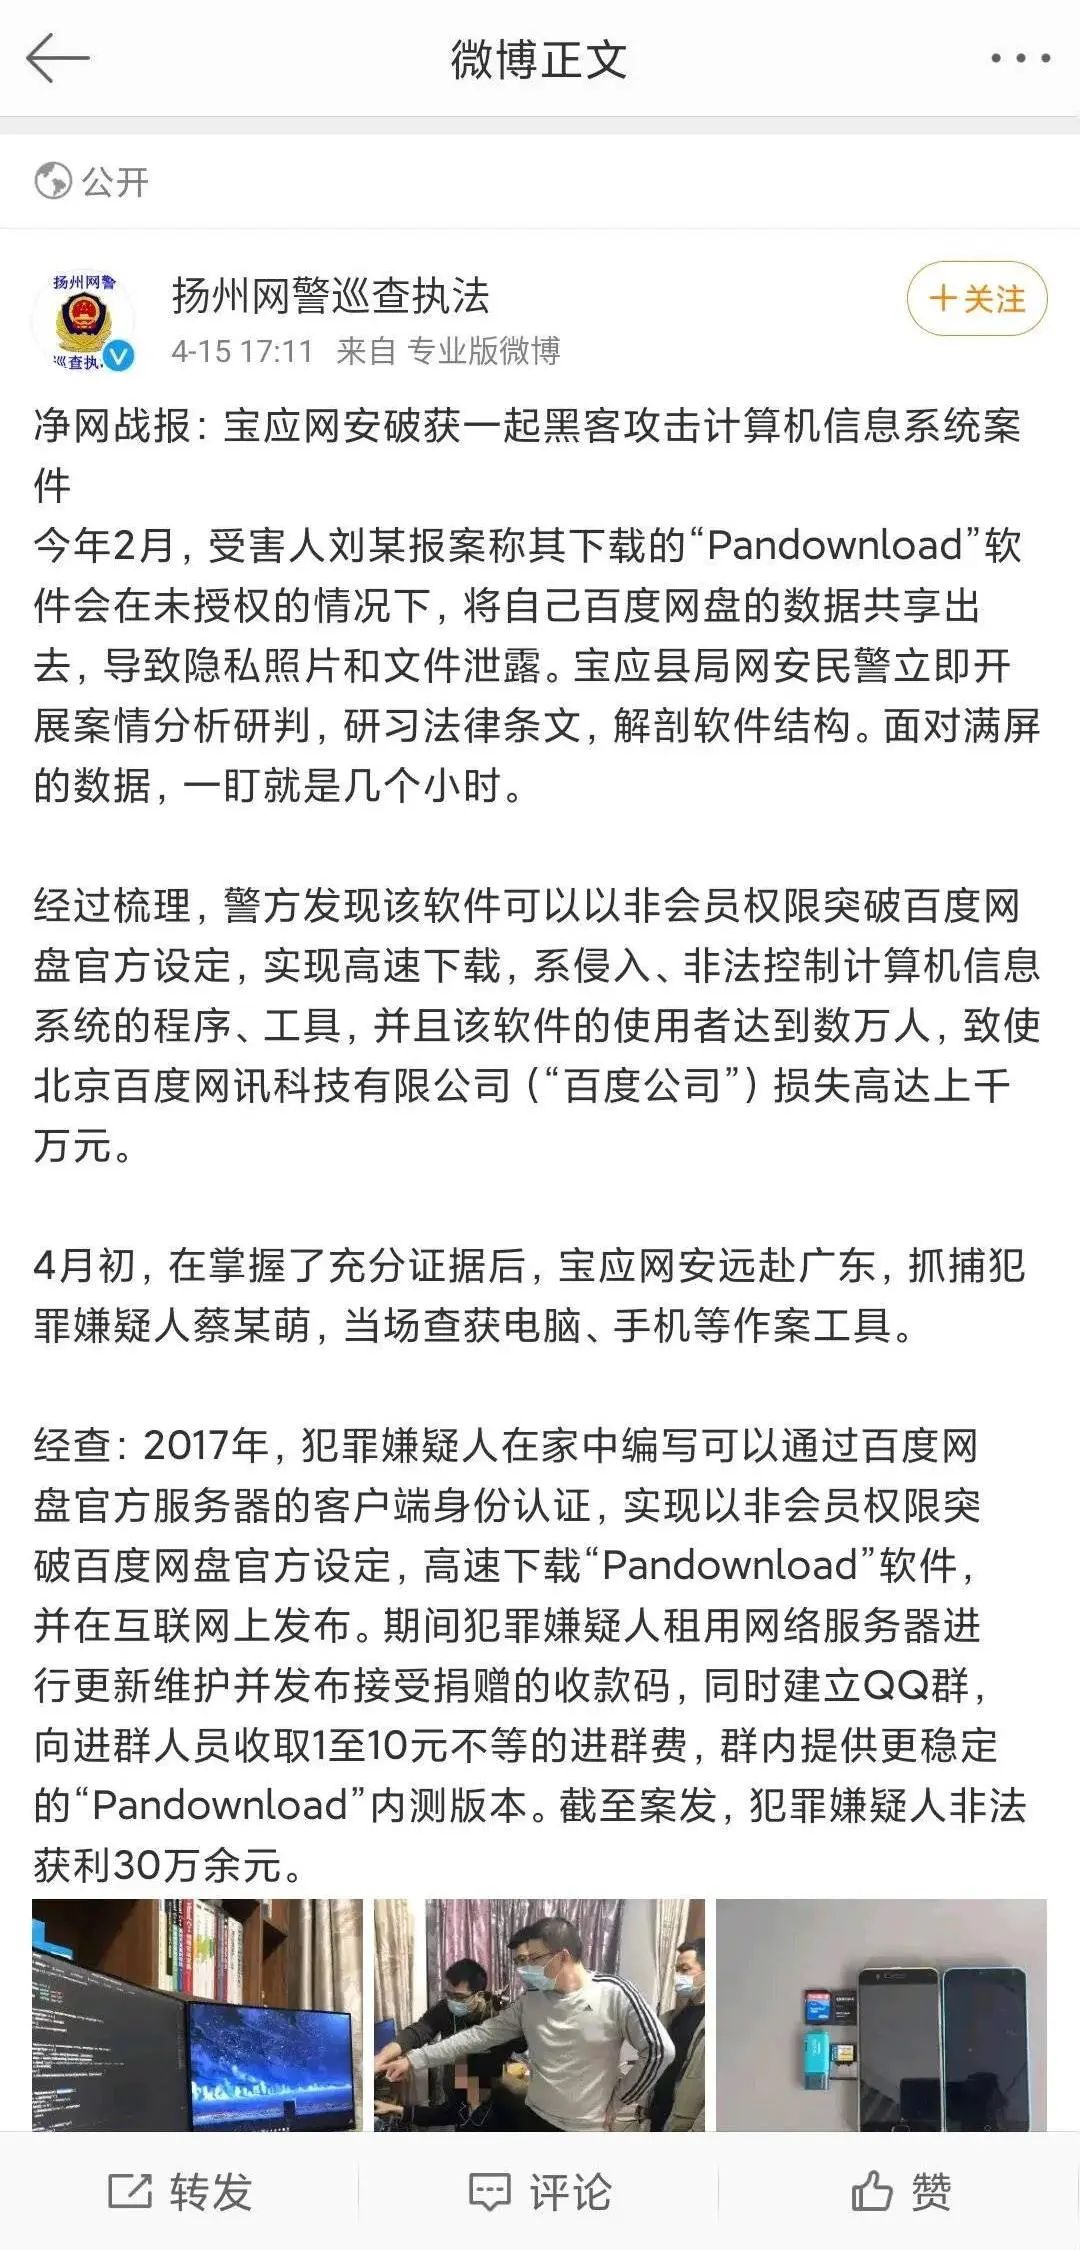 微博正文
公开
扬州网警
巡查执
扬州网警巡查执法
+关注
4-15 17:11 来自 专业版微博
净网战报：宝应网安破获一起黑客攻击计算机信息系统案
件
今年2月，受害人刘某报案称其下载的“Pandownload”软
件会在未授权的情况下，将自己百度网盘的数据共享出
去，导致隐私照片和文件泄露。宝应县局网安民警立即开
展案情分析研判，研习法律条文，解剖软件结构。面对满屏
的数据，一盯就是几个小时。
经过梳理，警方发现该软件可以以非会员权限突破百度网
盘官方设定，实现高速下载，系侵入、非法控制计算机信息
系统的程序、工具，并且该软件的使用者达到数万人，致使
北京百度网讯科技有限公司（“百度公司”）损失高达上千
万元。
4月初，在掌握了充分证据后，宝应网安远赴广东，抓捕犯
罪嫌疑人蔡某萌，当场查获电脑、手机等作案工具。
经查：2017年，犯罪嫌疑人在家中编写可以通过百度网
盘官方服务器的客户端身份认证，实现以非会员权限突
破百度网盘官方设定，高速下载“Pandownload”软件，
并在互联网上发布。期间犯罪嫌疑人租用网络服务器进
行更新维护并发布接受捐赠的收款码，同时建立QQ群，
向进群人员收取1至10元不等的进群费，群内提供更稳定
的“Pandownload”内测版本。截至案发，犯罪嫌疑人非法
获利30万余元。
转发
评论
赞